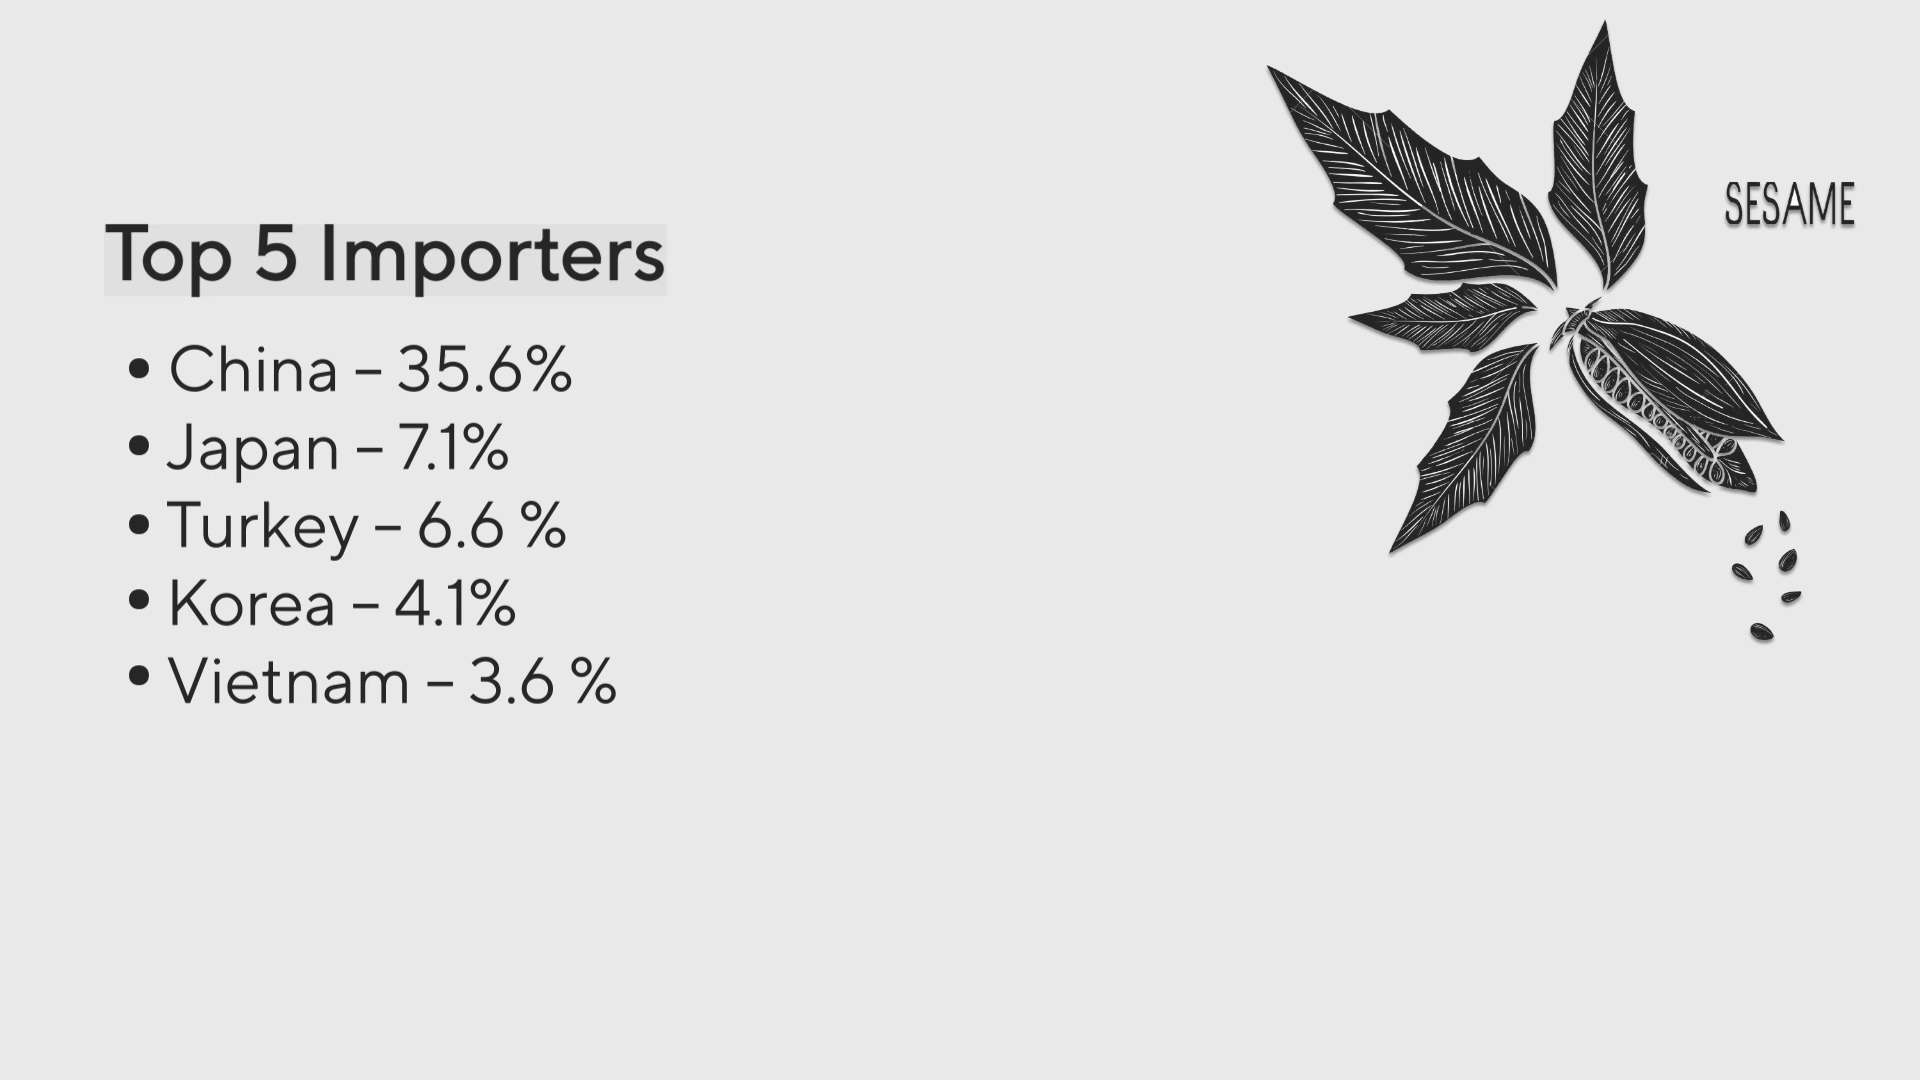 SESAME
Top 5 Importers
• China – 35.6%
• Japan – 7.1%
• Turkey – 6.6 %
• Korea – 4.1%
• Vietnam – 3.6 %